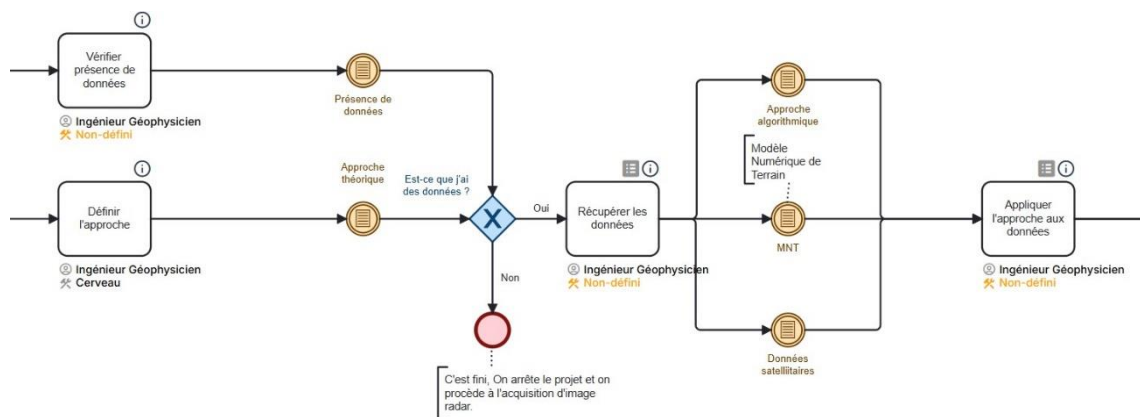 Vérifier
présence de
données
Ingénieur Géophysicien
Non-défini
Présence de
données
Définir
l'approche
Ingénieur Géophysicien
Cerveau
Approche
théorique
Est-ce que j'ai
des données ?
X
Oui
Non
C'est fini, On arrête le projet et on
procède à l'acquisition d'image
radar.
Récupérer les
données
Ingénieur Géophysicien
Non-défini
Approche
algorithmique
Modèle
Numérique de
Terrain
MNT
Données
satellitaires
Appliquer
l'approche aux
données
Ingénieur Géophysicien
Non-défini